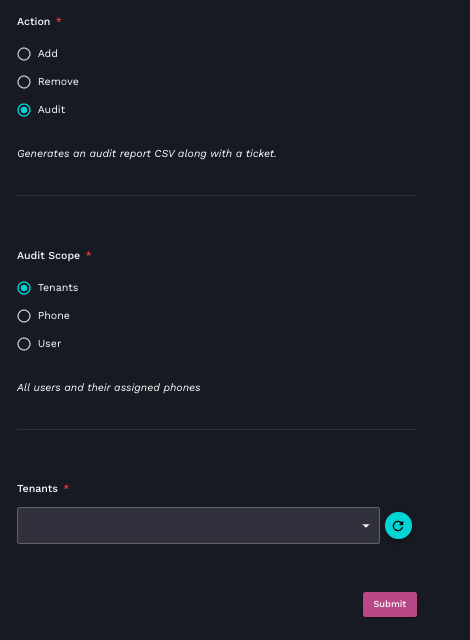 Action *
Add
Remove
Audit
Generates an audit report CSV along with a ticket.
Audit Scope *
Tenants
Phone
User
All users and their assigned phones
Tenants *
Submit